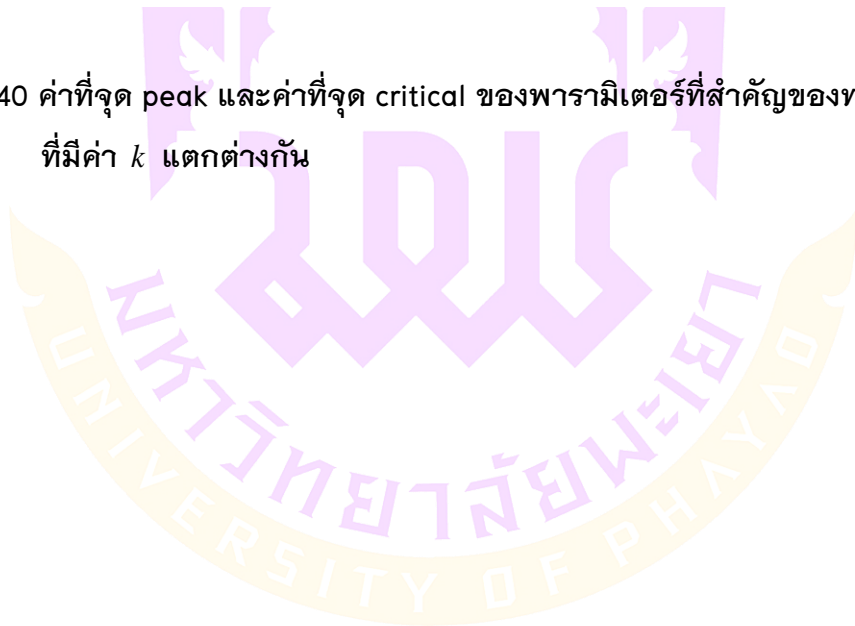 40 ค่าที่จุด peak และค่าที่จุด critical ของพารามิเตอร์ที่สำคัญของท
ที่มีค่า k แตกต่างกัน
มหาวิทยาลัยพะเยา
UNIVERSITY OF PHAYAO